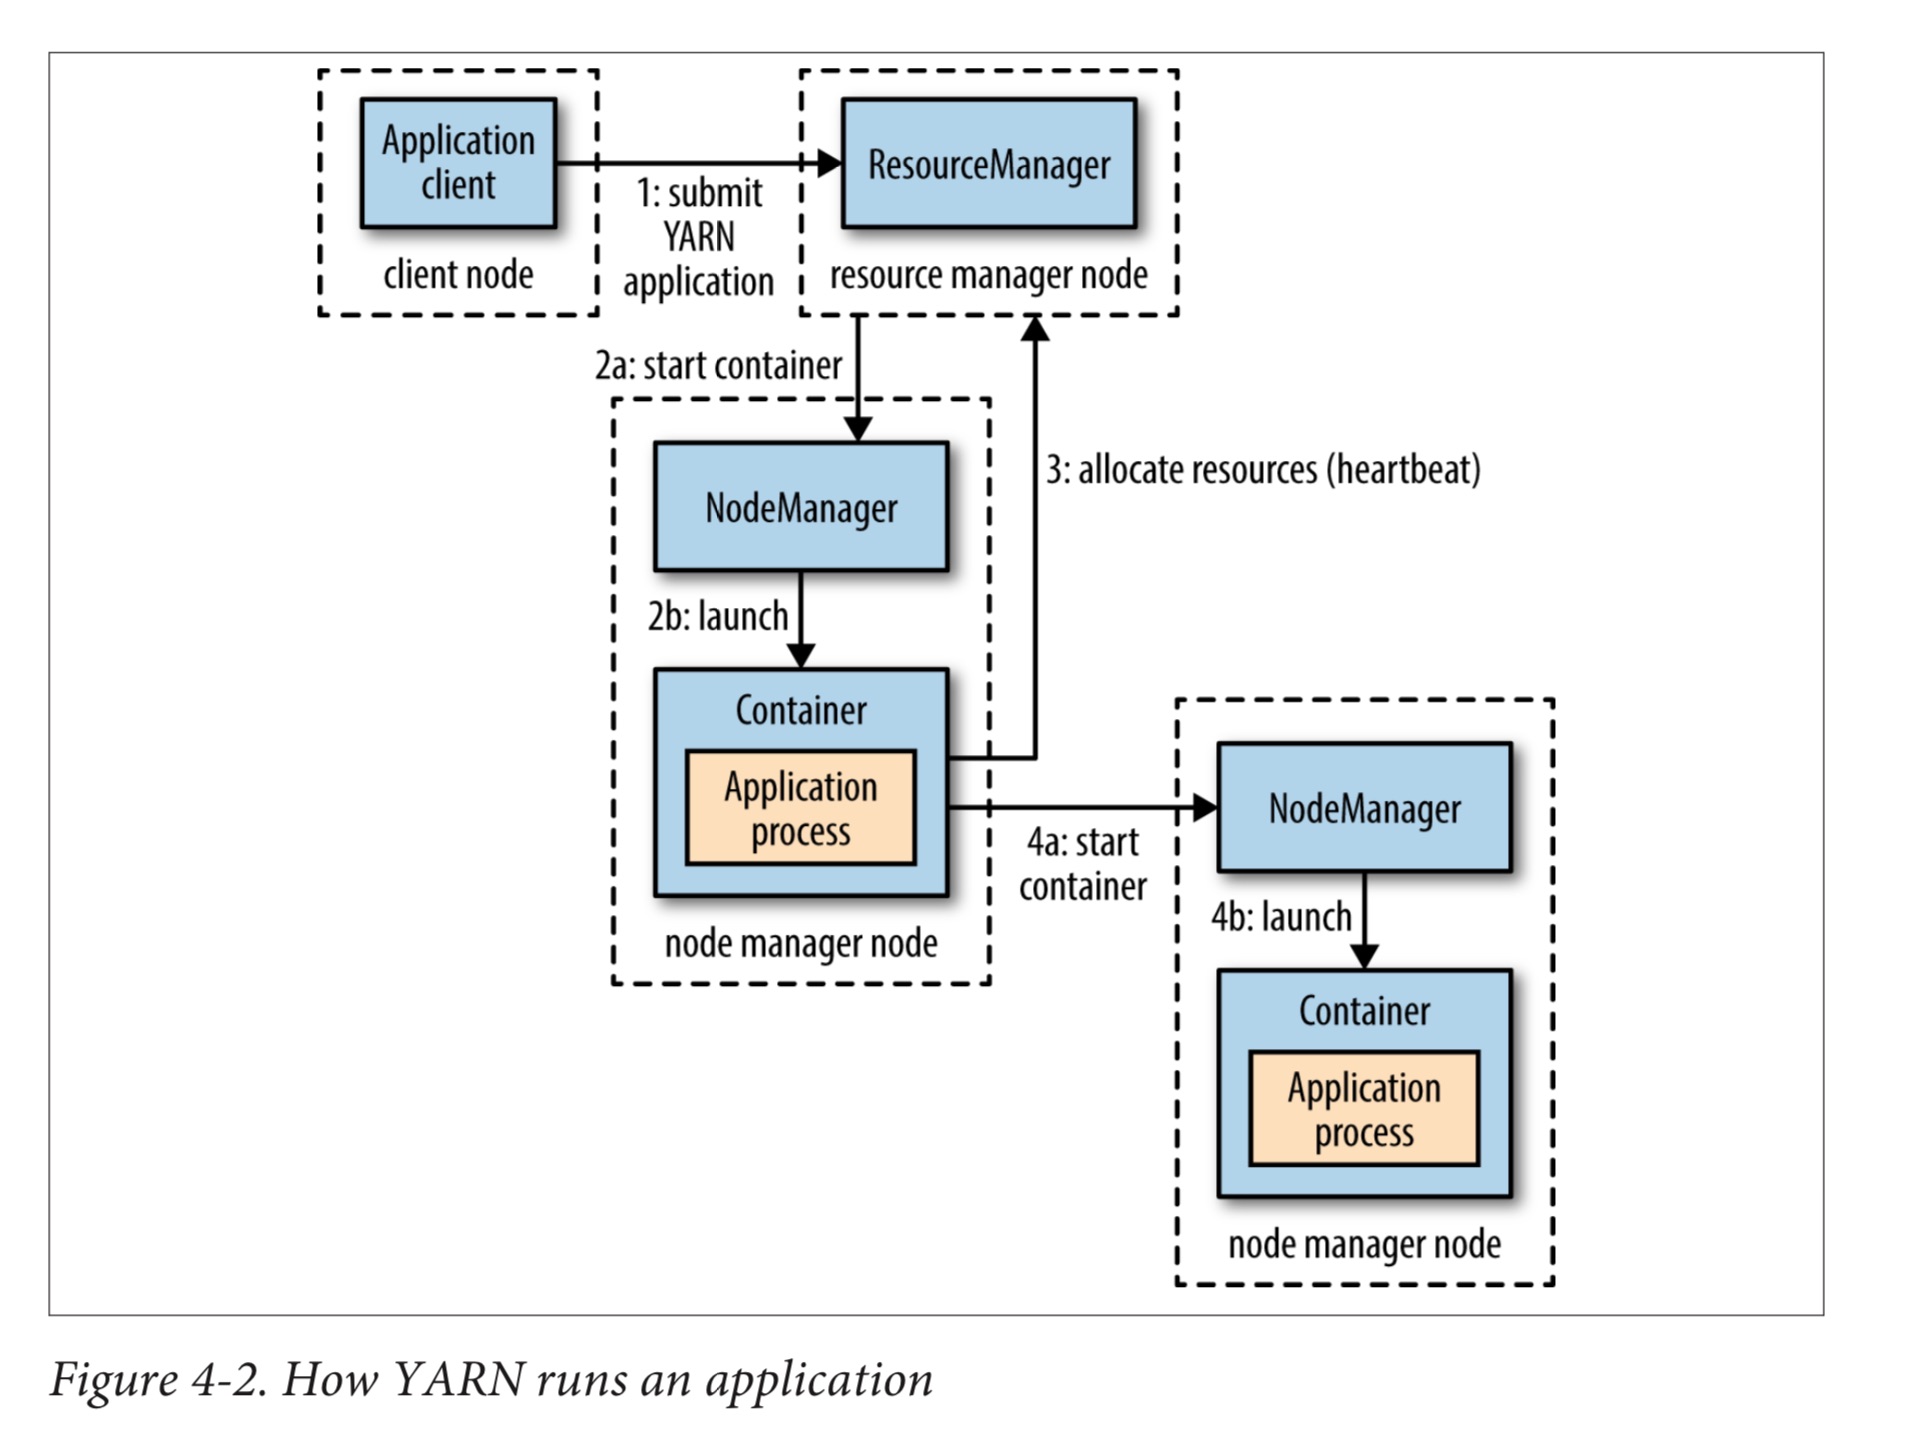 Application
client
client node
1: submit
YARN
application
ResourceManager
resource manager node
2a: start container
NodeManager
2b: launch
Container
Application
process
node manager node
3: allocate resources (heartbeat)
4a: start
container
NodeManager
4b: launch
Container
Application
process
node manager node
Figure 4-2. How YARN runs an application